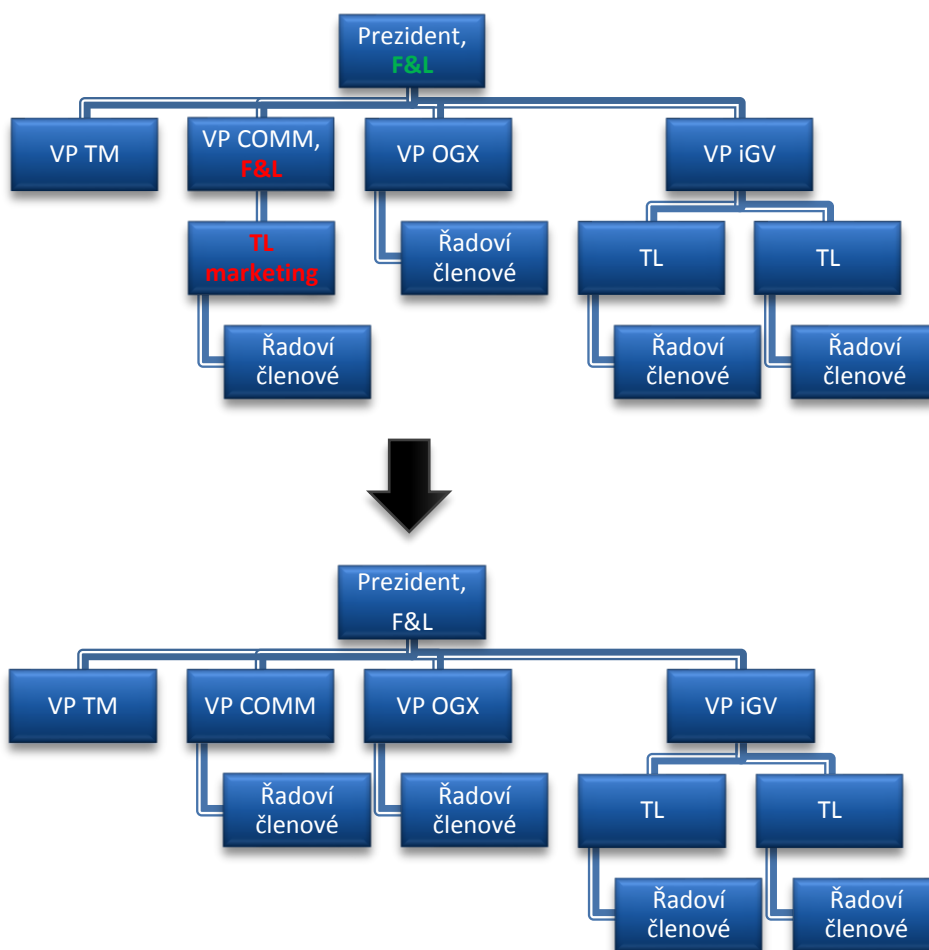 Prezident,
F&L
VP TM
VP COMM,
F&L
VP OGX
VP iGV
TL
marketing
Řadoví
členové
TL
TL
Řadoví
členové
Řadoví
členové
Řadoví
členové
Prezident,
F&L
VP TM
VP COMM
VP OGX
VP iGV
Řadoví
členové
Řadoví
členové
TL
TL
Řadoví
členové
Řadoví
členové